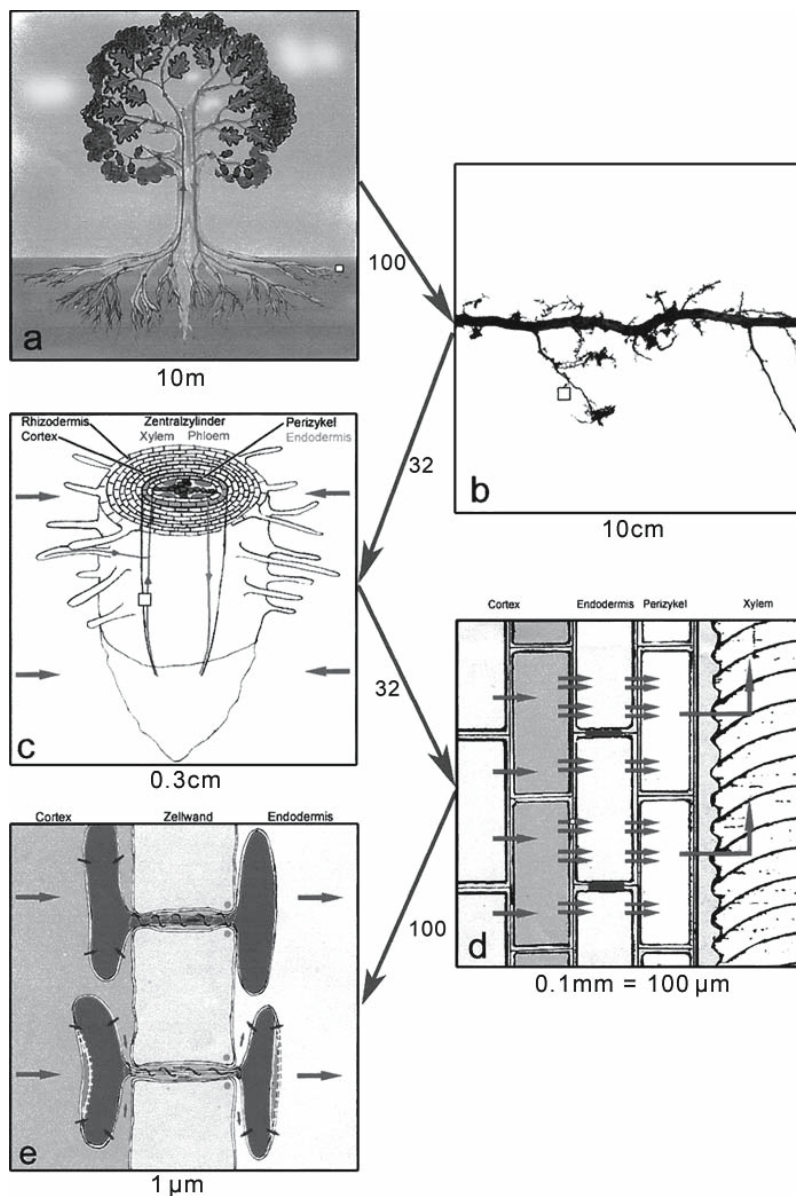 a
10m
100
b
10cm
32
Rhizodermis Zentralzylinder Perizykel
Cortex Xylem Phloem Endodermis
c
0.3cm
32
Cortex Endodermis Perizykel Xylem
d
0.1mm = 100 µm
100
Cortex Zellwand Endodermis
e
1 µm